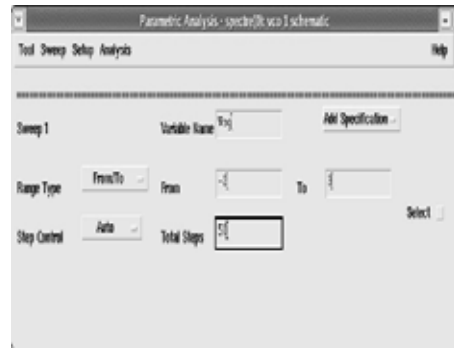 Parametric Analysis - spectre(0): vco 1 schematic
Tool Sweep Setup Analysis Help
Sweep 1 Variable Name Add Specification
Range Type From/To From To
Select
Step Control Auto Total Steps